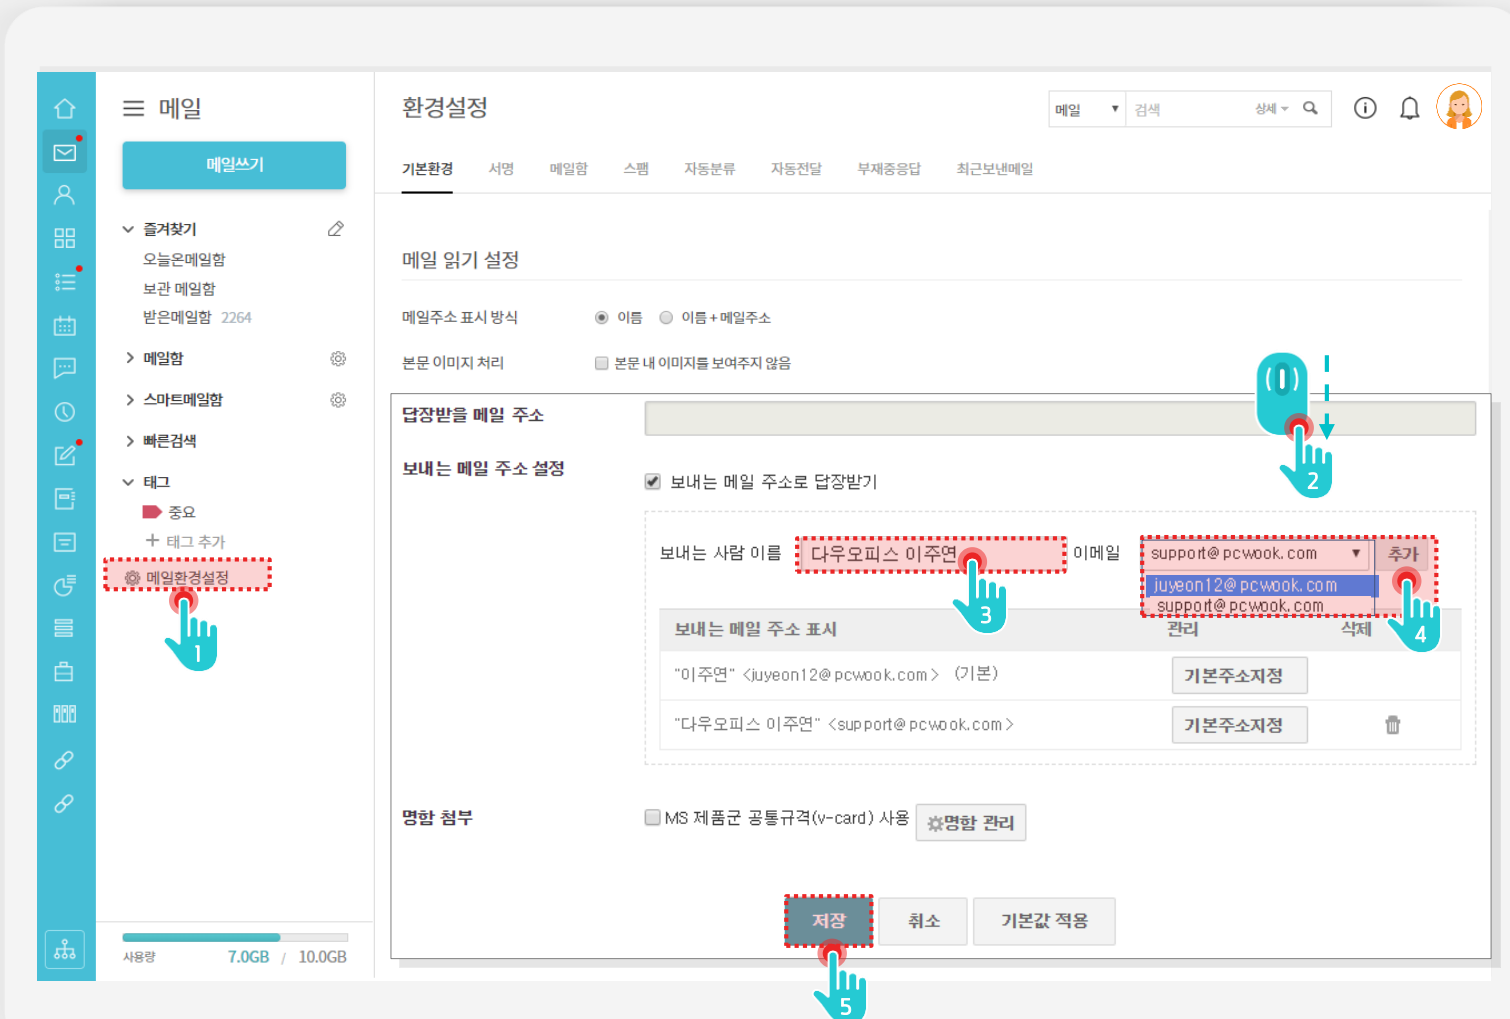 메일
메일쓰기
즐겨찾기
오늘온메일함
보관 메일함
받은메일함 2264
메일함
스마트메일함
빠른검색
태그
중요
+ 태그 추가
메일환경설정
1
사용량 7.0GB / 10.0GB
환경설정
메일 검색 상세
기본환경 서명 메일함 스팸 자동분류 자동전달 부재중응답 최근보낸메일
메일 읽기 설정
메일주소 표시 방식 이름 이름+메일주소
본문 이미지 처리 본문 내 이미지를 보여주지 않음
답장받을 메일 주소
2
보내는 메일 주소 설정 보내는 메일 주소로 답장받기
보내는 사람 이름 다우오피스 이주연 이메일 support@pcwook.com 추가
juyeon12@pcwook.com
support@pcwook.com
3
4
보내는 메일 주소 표시 관리 삭제
"이주연" <juyeon12@pcwook.com> (기본) 기본주소지정
"다우오피스 이주연" <support@pcwook.com> 기본주소지정
명함 첨부 MS 제품군 공통규격(v-card) 사용 명함 관리
저장 취소 기본값 적용
5